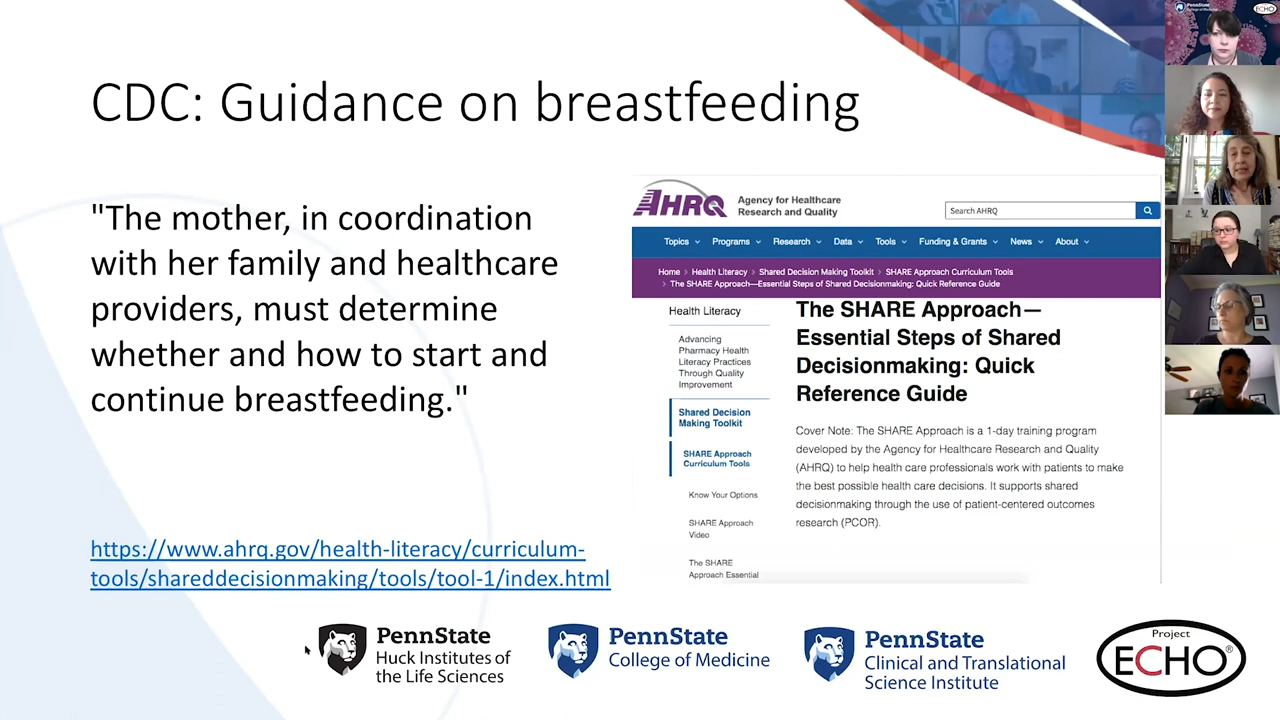 CDC: Guidance on breastfeeding
"The mother, in coordination
with her family and healthcare
providers, must determine
whether and how to start and
continue breastfeeding."
https://www.ahrq.gov/health-literacy/curriculum-
tools/shareddecisionmaking/tools/tool-1/index.html
AHRQ
Agency for Healthcare
Research and Quality
Search AHRQ
Topics Programs Research Data Tools Funding & Grants News About
Home > Health Literacy > Shared Decision Making Toolkit > SHARE Approach Curriculum Tools
> The SHARE Approach—Essential Steps of Shared Decisionmaking: Quick Reference Guide
Health Literacy
Advancing
Pharmacy Health
Literacy Practices
Through Quality
Improvement
Shared Decision
Making Toolkit
SHARE Approach
Curriculum Tools
Know Your Options
SHARE Approach
Video
The SHARE
Approach Essential
The SHARE Approach—
Essential Steps of Shared
Decisionmaking: Quick
Reference Guide
Cover Note: The SHARE Approach is a 1-day training program
developed by the Agency for Healthcare Research and Quality
(AHRQ) to help health care professionals work with patients to make
the best possible health care decisions. It supports shared
decisionmaking through the use of patient-centered outcomes
research (PCOR).
PennState
Huck Institutes of
the Life Sciences
PennState
College of Medicine
PennState
Clinical and Translational
Science Institute
Project
ECHO®
PennState
College of Medicine
ECHO